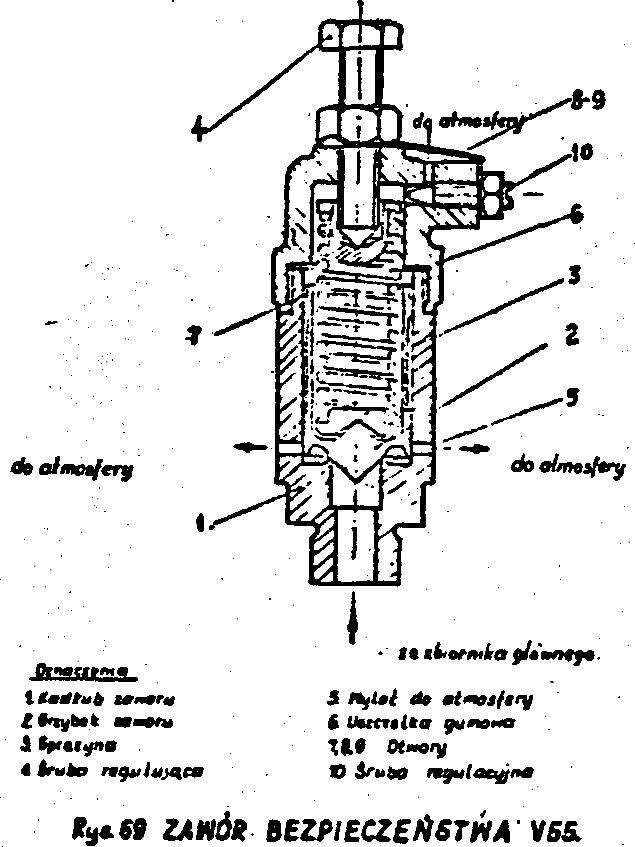 4
8-9
do atmosfery
10
6
3
7
2
5
do atmosfery
do atmosfery
1.
ze zbiornika głównego.
Oznaczenia
1. Kadłub zaworu
2. Grzybek zaworu
3. Sprężyna
4. Śruba regulująca
5. Wylot do atmosfery
6. Uszczelka gumowa
7,8,9 Otwory
10 Śruba regulacyjna
Rys. 69 ZAWÓR BEZPIECZEŃSTWA V55.